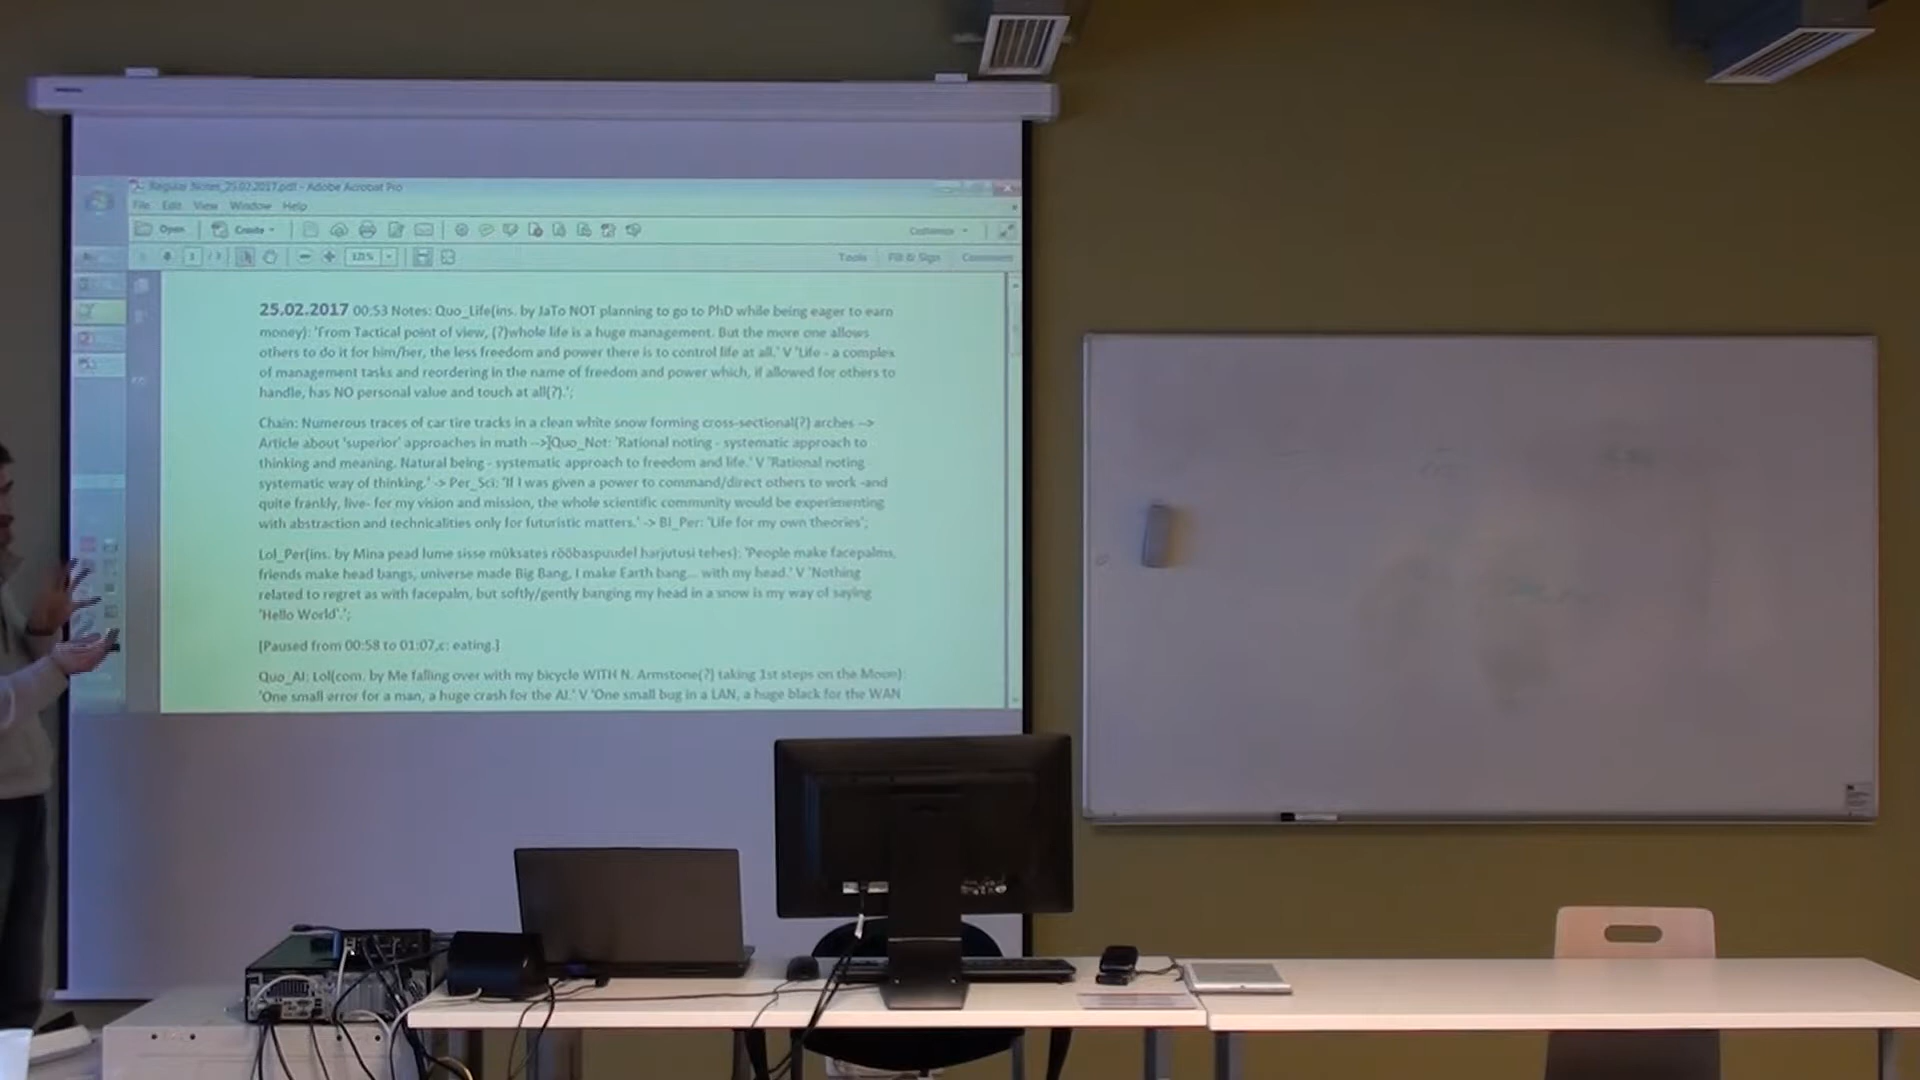 Regular Notes_25.02.2017.pdf - Adobe Acrobat Pro
File Edit View Window Help
Open Create Customize
1 / 3 121% Tools Fill & Sign Comment
25.02.2017 00:53 Notes: Quo_Life(ins. by JaTo NOT planning to go to PhD while being eager to earn
money): 'From Tactical point of view, (?)whole life is a huge management. But the more one allows
others to do it for him/her, the less freedom and power there is to control life at all.' V 'Life - a complex
of management tasks and reordering in the name of freedom and power which, if allowed for others to
handle, has NO personal value and touch at all(?).';
Chain: Numerous traces of car tire tracks in a clean white snow forming cross-sectional(?) arches -->
Article about 'superior' approaches in math -->Quo_Not: 'Rational noting - systematic approach to
thinking and meaning. Natural being - systematic approach to freedom and life.' V 'Rational noting -
systematic way of thinking.' -> Per_Sci: 'If I was given a power to command/direct others to work -and
quite frankly, live- for my vision and mission, the whole scientific community would be experimenting
with abstraction and technicalities only for futuristic matters.' -> BI_Per: 'Life for my own theories';
Lol_Per(ins. by Mina pead lume sisse müksates rööbaspuudel harjutusi tehes): 'People make facepalms,
friends make head bangs, universe made Big Bang, I make Earth bang... with my head.' V 'Nothing
related to regret as with facepalm, but softly/gently banging my head in a snow is my way of saying
'Hello World'.';
[Paused from 00:58 to 01:07,c: eating.]
Quo_AI: Lol(com. by Me falling over with my bicycle WITH N. Armstone(?) taking 1st steps on the Moon):
'One small error for a man, a huge crash for the AI.' V 'One small bug in a LAN, a huge black for the WAN